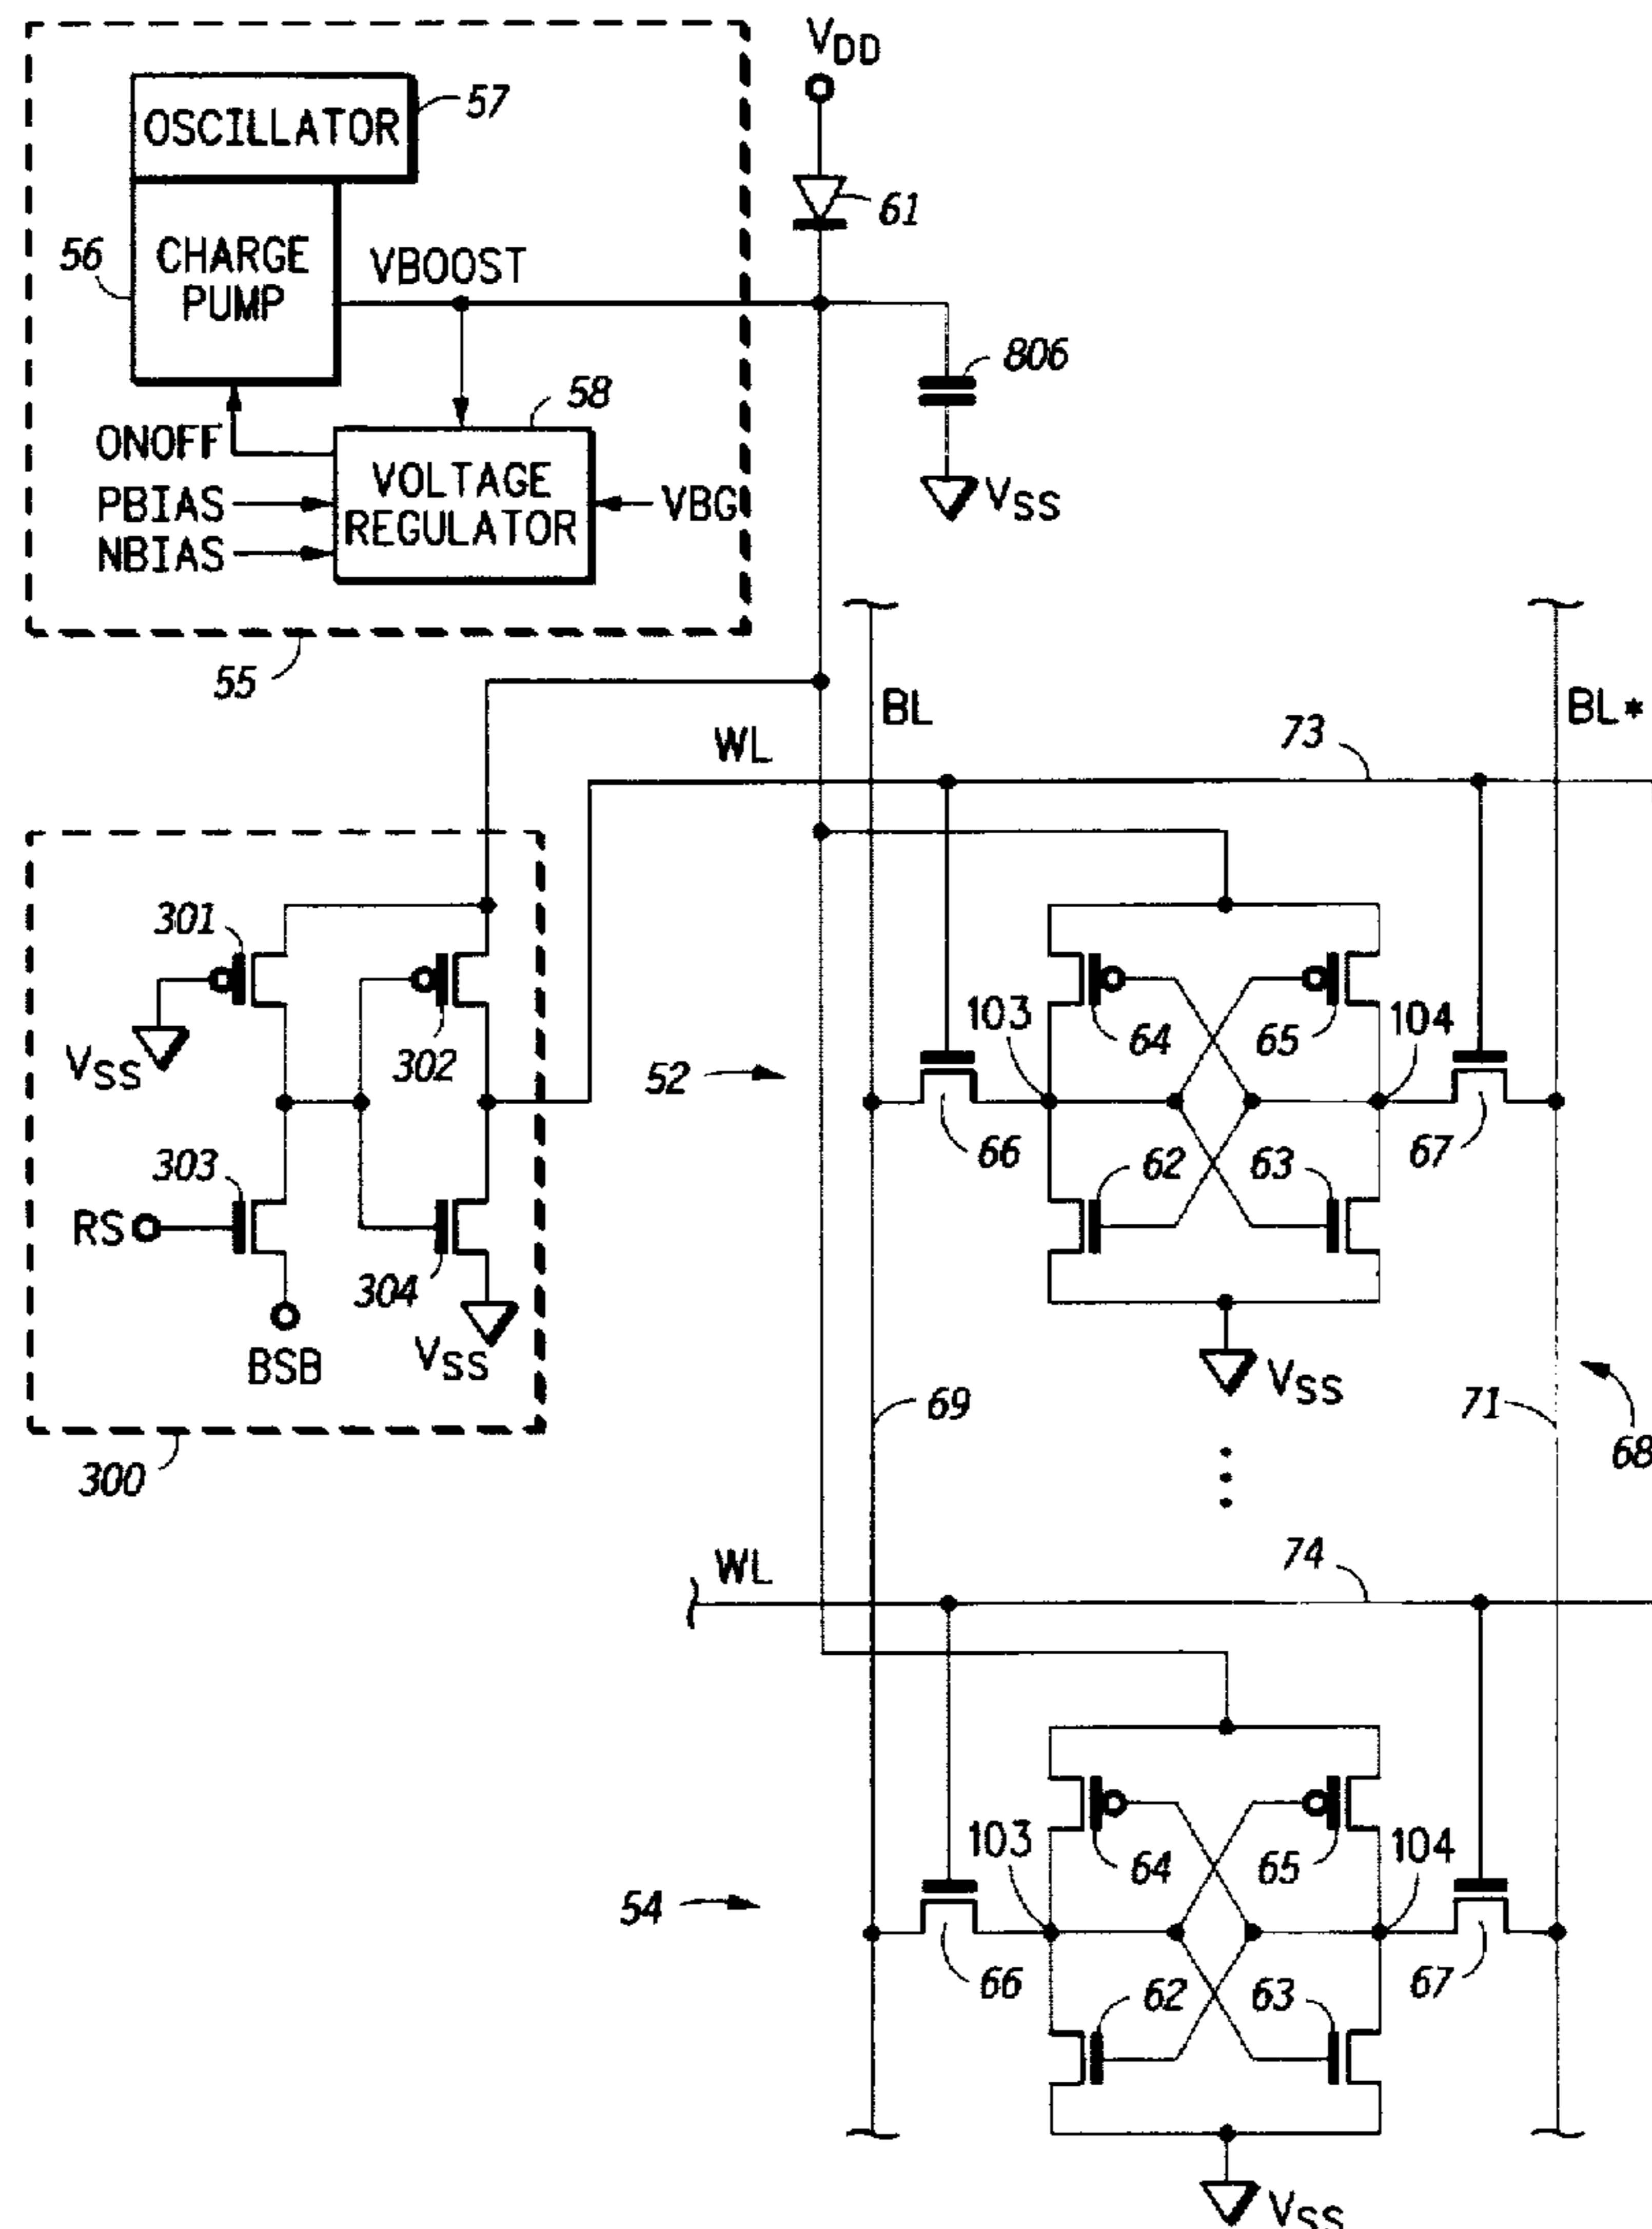 VDD
OSCILLATOR
57
56
CHARGE
PUMP
VBOOST
61
806
VSS
58
ONOFF
PBIAS
NBIAS
VOLTAGE
REGULATOR
VBG
55
BL
BL*
WL
73
301
VSS
302
303
RS
304
BSB
VSS
300
52
103
64
65
104
66
62
63
67
VSS
69
71
68
WL
74
54
103
64
65
104
66
62
63
67
VSS